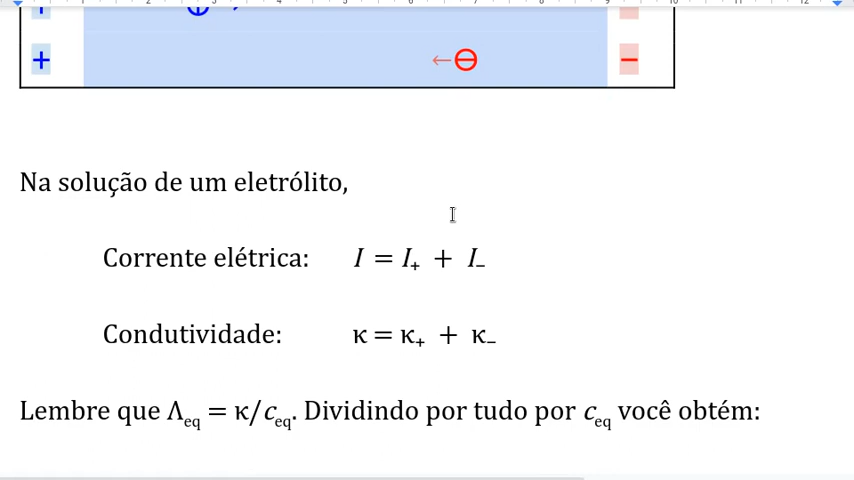 + −
Na solução de um eletrólito,
Corrente elétrica: I = I₊ + I₋
Condutividade: κ = κ₊ + κ₋
Lembre que Λeq = κ/ceq. Dividindo por tudo por ceq você obtém: